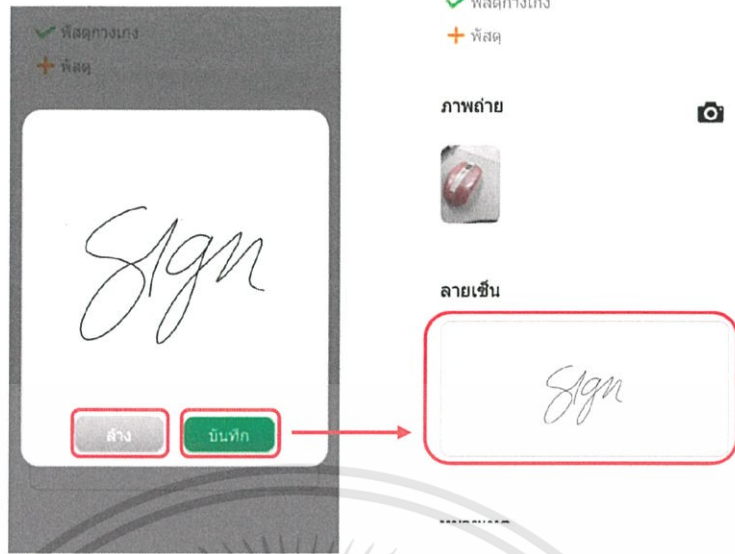 พัสดุกางเกง
พัสดุ
Sign
ล้าง
บันทึก
พัสดุกางเกง
พัสดุ
ภาพถ่าย
ลายเซ็น
Sign